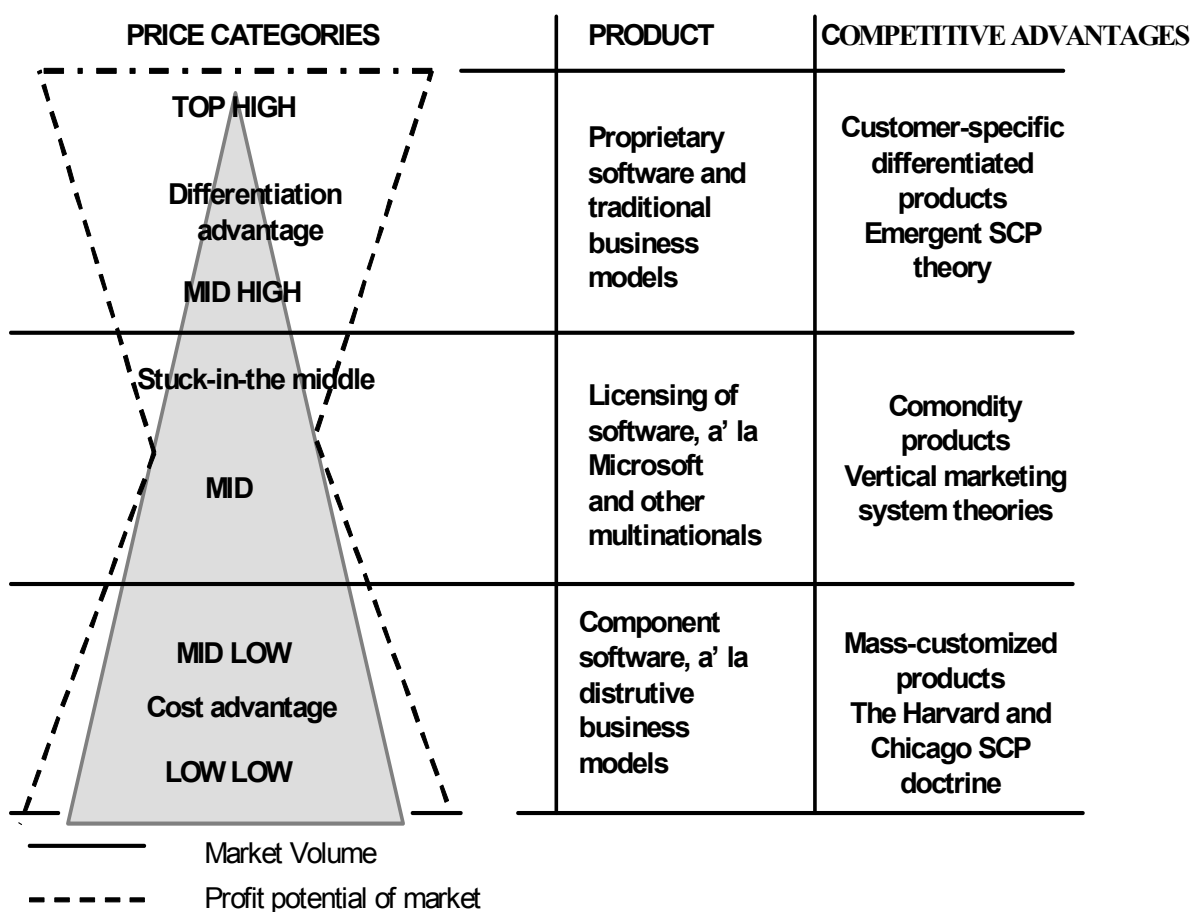 PRICE CATEGORIES
PRODUCT
COMPETITIVE ADVANTAGES
TOP HIGH
Differentiation
advantage
MID HIGH
Proprietary
software and
traditional
business
models
Customer-specific
differentiated
products
Emergent SCP
theory
Stuck-in-the middle
MID
Licensing of
software, a' la
Microsoft
and other
multinationals
Comondity
products
Vertical marketing
system theories
MID LOW
Cost advantage
LOW LOW
Component
software, a' la
distrutive
business
models
Mass-customized
products
The Harvard and
Chicago SCP
doctrine
Market Volume
Profit potential of market